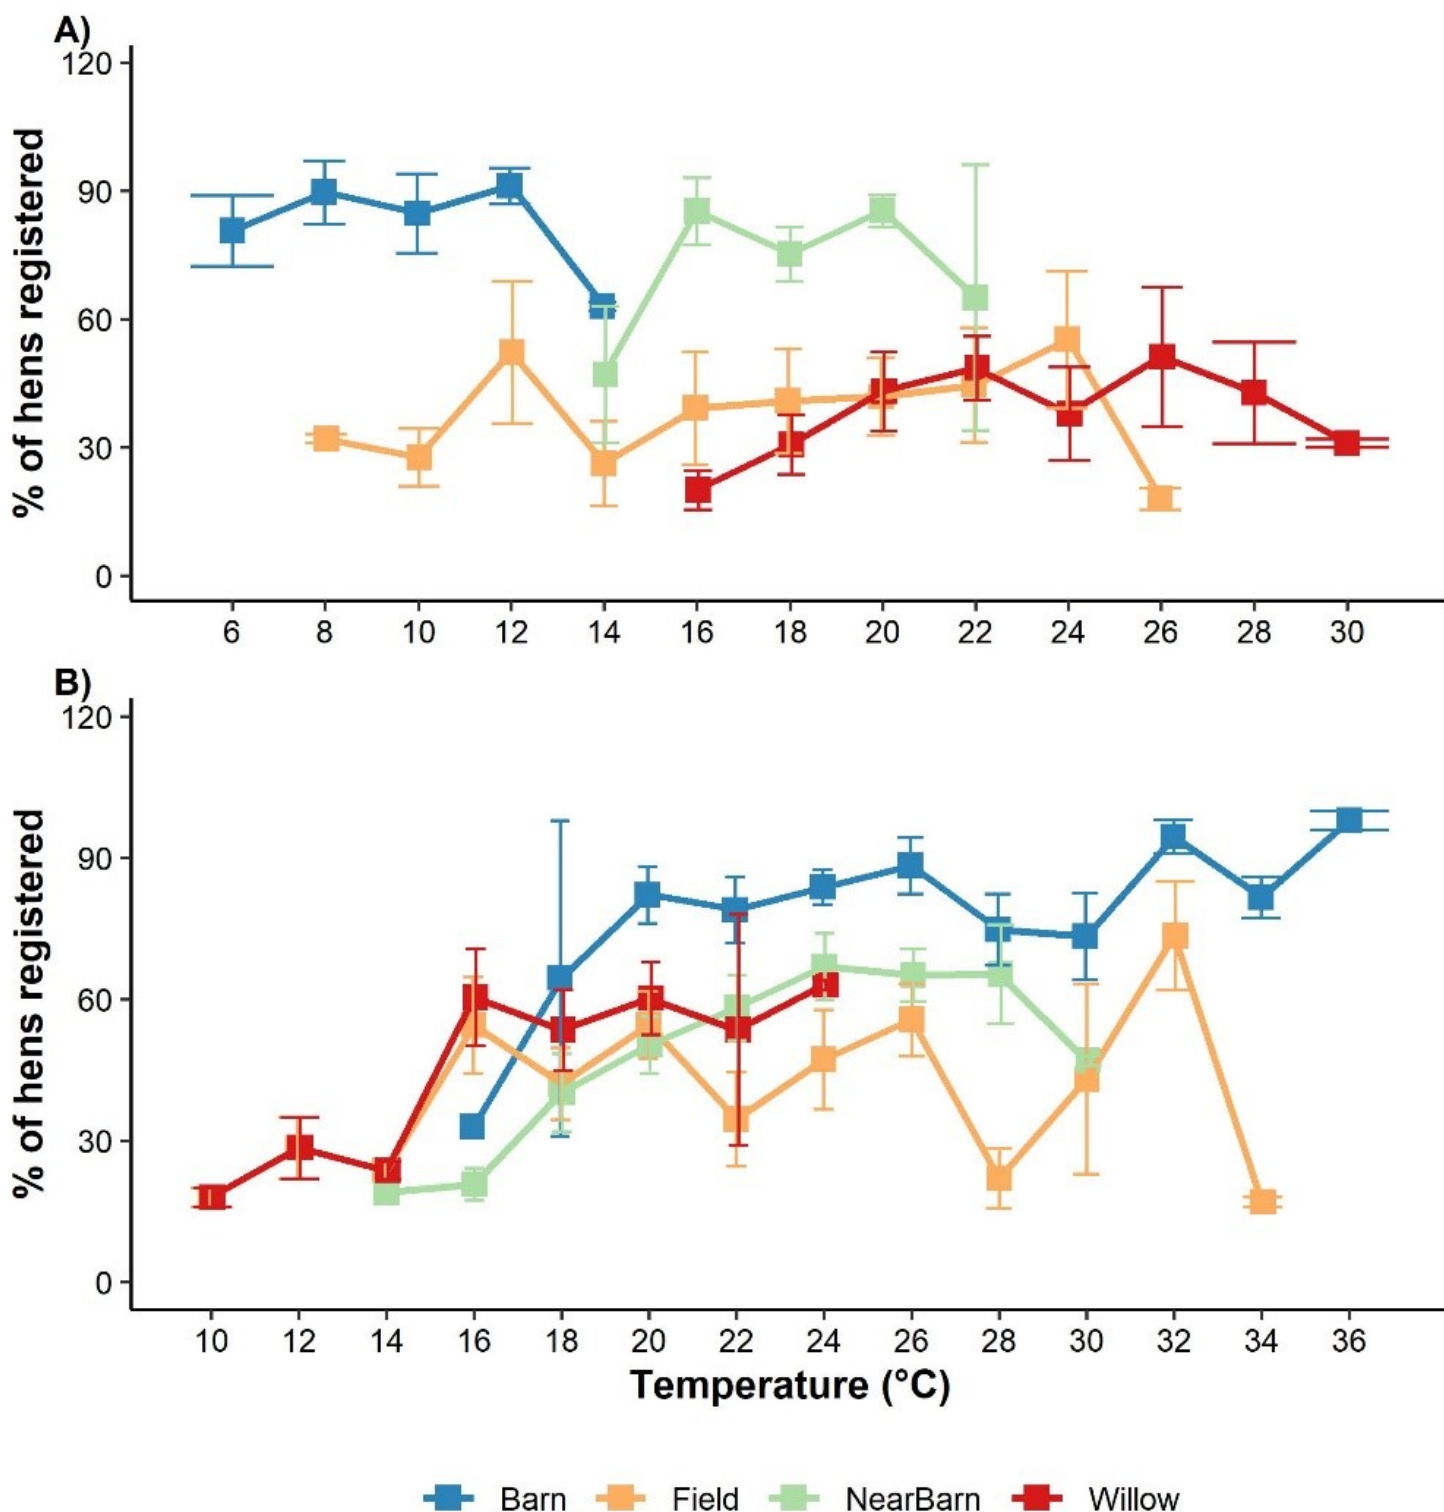 A)
120
90
60
30
0
% of hens registered
6 8 10 12 14 16 18 20 22 24 26 28 30
B)
120
90
60
30
0
% of hens registered
10 12 14 16 18 20 22 24 26 28 30 32 34 36
Temperature (°C)
Barn Field NearBarn Willow